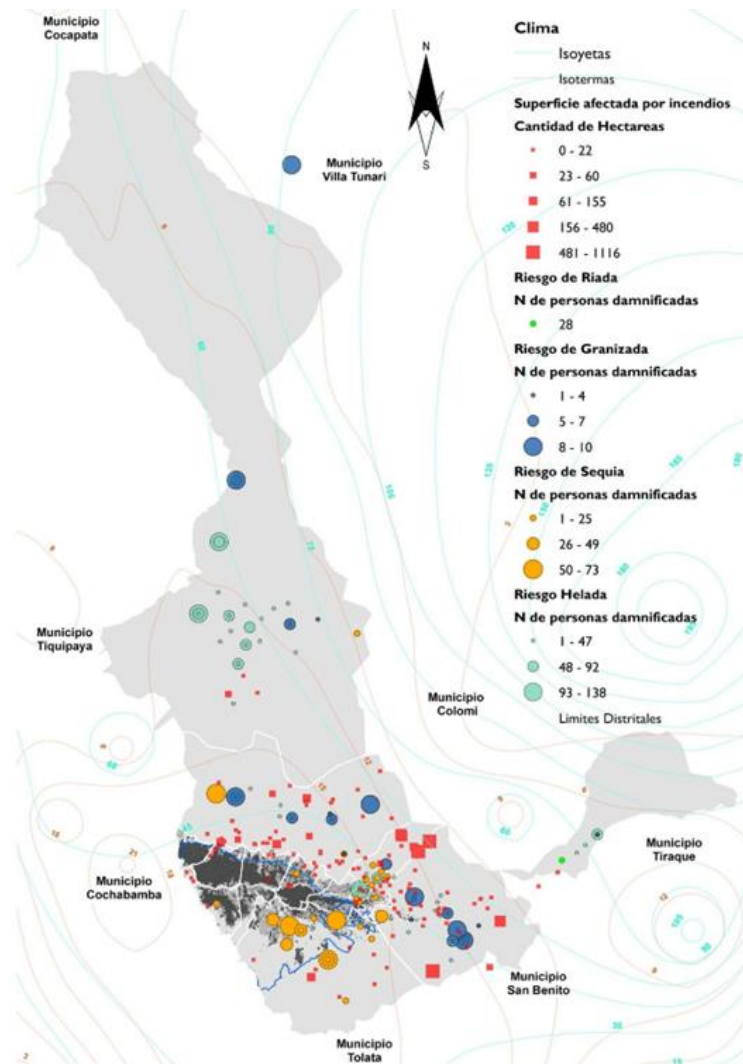 Municipio
Cocapata
N
S
Municipio
Villa Tunari
Municipio
Tiquipaya
Municipio
Colomi
Municipio
Tiraque
Municipio
Cochabamba
Municipio
San Benito
Municipio
Tolata
Clima
Isoyetas
Isotermas
Superficie afectada por incendios
Cantidad de Hectareas
0 - 22
23 - 60
61 - 155
156 - 480
481 - 1116
Riesgo de Riada
N de personas damnificadas
28
Riesgo de Granizada
N de personas damnificadas
1 - 4
5 - 7
8 - 10
Riesgo de Sequia
N de personas damnificadas
1 - 25
26 - 49
50 - 73
Riesgo Helada
N de personas damnificadas
1 - 47
48 - 92
93 - 138
Limites Distritales